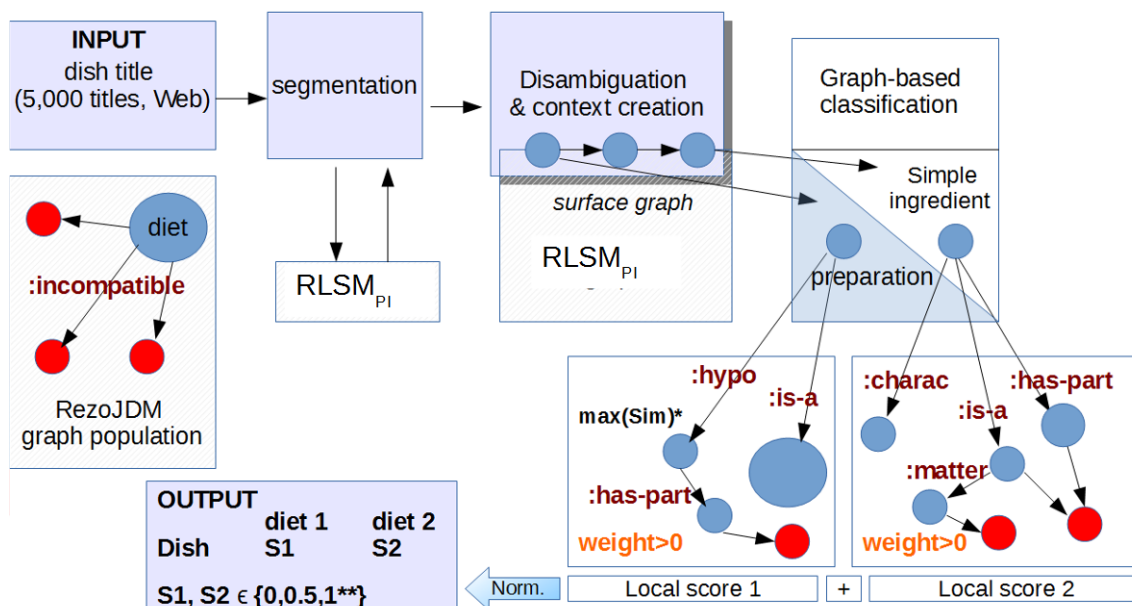 INPUT
dish title
(5,000 titles, Web)
segmentation
Disambiguation
& context creation
Graph-based
classification
surface graph
RLSM PI
RLSM PI
Simple
ingredient
preparation
diet
:incompatible
RezoJDM
graph population
:hypo
:is-a
max(Sim)*
:has-part
weight>0
:charac
:has-part
:is-a
:matter
weight>0
OUTPUT
diet 1 diet 2
Dish S1 S2
S1, S2 ϵ {0,0.5,1**}
Norm.
Local score 1
+
Local score 2